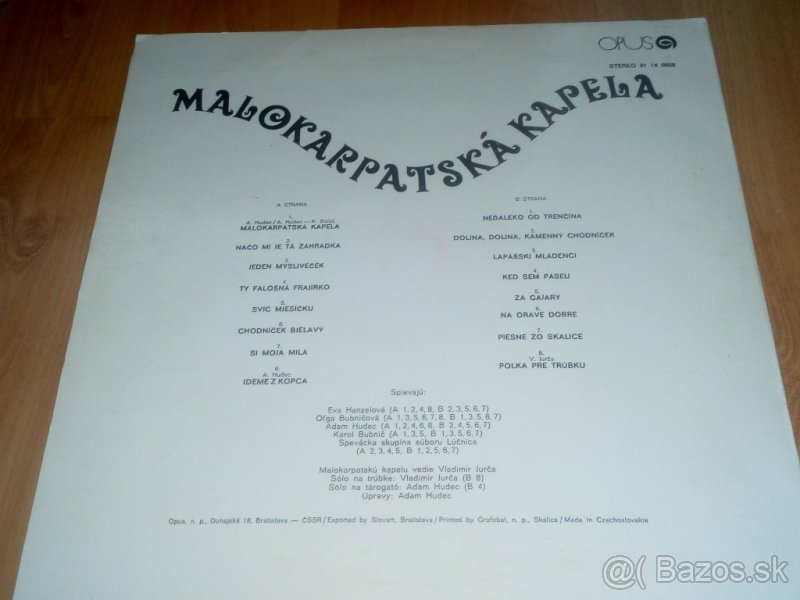 OPUS
STEREO 91 14 0558
MALOKARPATSKÁ KAPELA
A STRANA
1.
A. Hudec/A. Hudec — K. Baláž
MALOKARPATSKÁ KAPELA
2.
NAČO MI JE TÁ ZÁHRADKA
3.
JEDEN MYSLIVEČEK
4.
TY FALOŠNÁ FRAJÍRKO
5.
SVÍC MJESÍČKU
6.
CHODNÍČEK BJELAVÝ
7.
SI MOJA MILÁ
8.
A. Hudec
IDEME Z KOPCA
B STRANA
1.
NEĎALEKO OD TRENČÍNA
2.
DOLINA, DOLINA, KAMENNÝ CHODNÍČEK
3.
LAPÁŠSKI MLÁDENCI
4.
KEĎ SEM PÁSEU
5.
ZA GAJARY
6.
NA ORAVE DOBRE
7.
PIESNE ZO SKALICE
8.
V. Jurča
POLKA PRE TRÚBKU
Spievajú:
Eva Hanzelová (A 1, 2, 4, 8, B 2, 3, 5, 6, 7)
Oľga Bubničová (A 1, 3, 5, 6, 7, 8, B 1, 3, 5, 6, 7)
Adam Hudec (A 1, 2, 4, 6, 8, B 2, 4, 5, 6, 7)
Karol Bubnič (A 1, 3, 5, B 1, 3, 5, 6, 7)
Spevácka skupina súboru Lúčnica
(A 2, 3, 4, 5, B 1, 2, 5, 6, 7)
Malokarpatskú kapelu vedie Vladimír Jurča
Sólo na trúbke: Vladimír Jurča (B 8)
Sólo na tárogató: Adam Hudec (B 4)
Úpravy: Adam Hudec
Opus, n. p., Dunajská 18, Bratislava — ČSSR/Exported by Slovart, Bratislava/Printed by Grafobal, n. p., Skalica/Made in Czechoslovakia
@( Bazos.sk